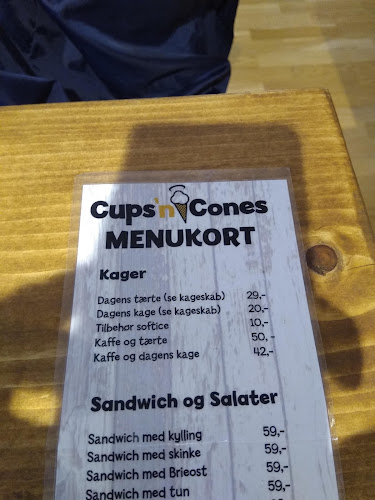 Cups'n Cones
MENUKORT
Kager
Dagens tærte (se kageskab) 29,-
Dagens kage (se kageskab) 20,-
Tilbehør softice 10,-
Kaffe og tærte 50,-
Kaffe og dagens kage 42,-
Sandwich og Salater
Sandwich med kylling 59,-
Sandwich med skinke 59,-
Sandwich med Brieost 59,-
Sandwich med tun 59,-